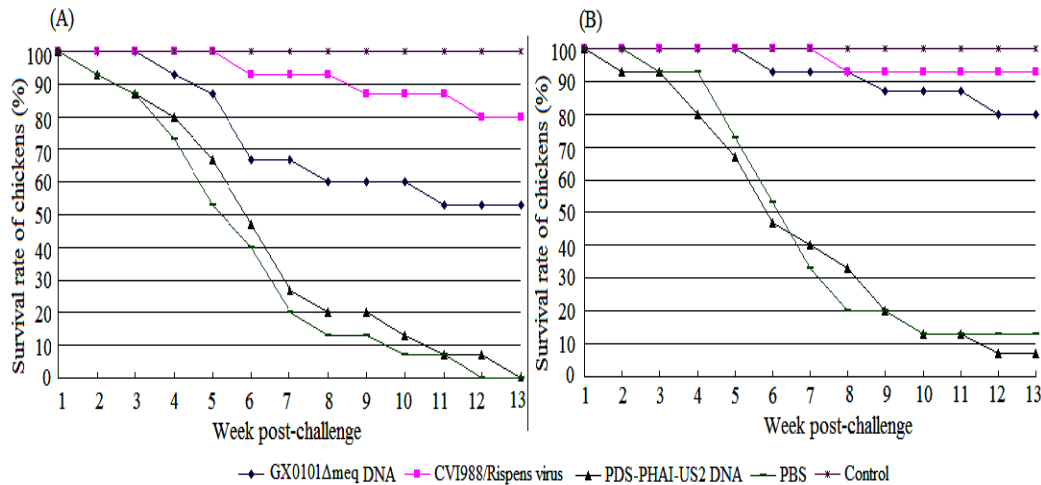 (A)
Survival rate of chickens (%)
100
90
80
70
60
50
40
30
20
10
0
1 2 3 4 5 6 7 8 9 10 11 12 13
Week post-challenge
(B)
Survival rate of chickens (%)
100
90
80
70
60
50
40
30
20
10
0
1 2 3 4 5 6 7 8 9 10 11 12 13
Week post-challenge
GX0101Δmeq DNA CVI988/Rispens virus PDS-PHAI-US2 DNA PBS Control